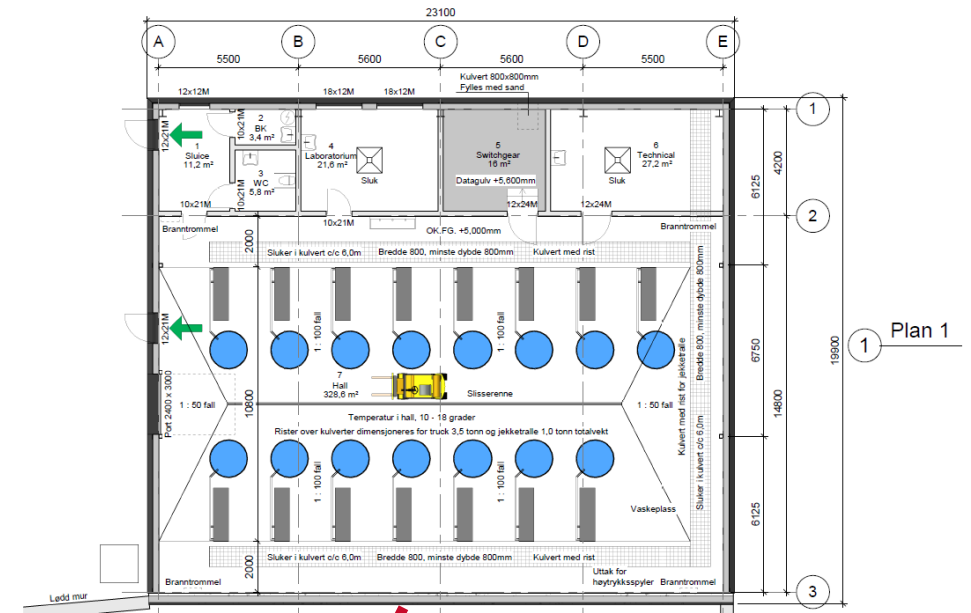 23100
A
B
C
D
E
5500
5600
5600
5500
Kulvert 800x800mm
Fylles med sand
12x12M
18x12M
18x12M
1
12x21M
10x21M
2
BK
3,4 m²
1
Sluice
11,2 m²
4
Laboratorium
21,6 m²
5
Switchgear
16 m²
6
Technical
27,2 m²
3
WC
5,8 m²
10x21M
Sluk
Datagulv +5,600mm
Sluk
4200
6125
10x21M
12x24M
12x24M
2
10x21M
Branntrommel
OK.FG. +5,000mm
Branntrommel
2000
Sluker i kulvert c/c 6,0m
Bredde 800, minste dybde 800mm
Kulvert med rist
Bredde 800, minste dybde 800mm
12x21M
1 : 100 fall
1 : 100 fall
6750
19900
1
Plan 1
7
Hall
328,6 m²
Slisserenne
Kulvert med rist for jekketralle
Port 2400 x 3000
1 : 50 fall
10800
1 : 50 fall
14800
Temperatur i hall, 10 - 18 grader
Rister over kulverter dimensjoneres for truck 3,5 tonn og jekketralle 1,0 tonn totalvekt
Sluker i kulvert c/c 6,0m
1 : 100 fall
1 : 100 fall
Vaskeplass
6125
2000
Sluker i kulvert c/c 6,0m
Bredde 800, minste dybde 800mm
Kulvert med rist
Branntrommel
Uttak for
høytrykksspyler
Branntrommel
3
Lødd mur